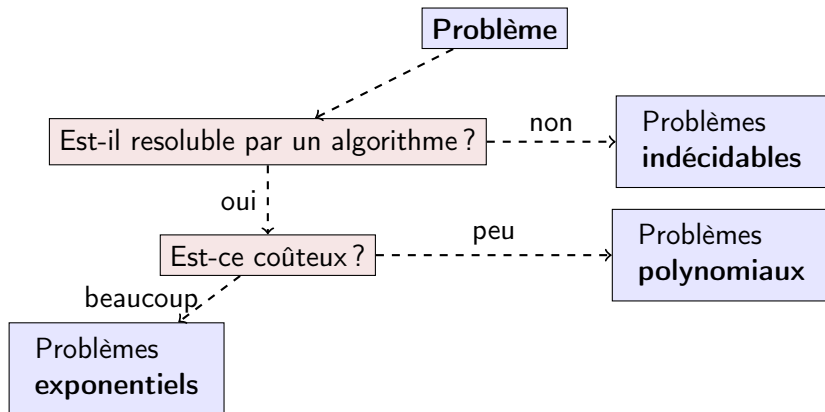 Problème
Est-il resoluble par un algorithme ?
non
Problèmes
indécidables
oui
Est-ce coûteux ?
peu
Problèmes
polynomiaux
beaucoup
Problèmes
exponentiels